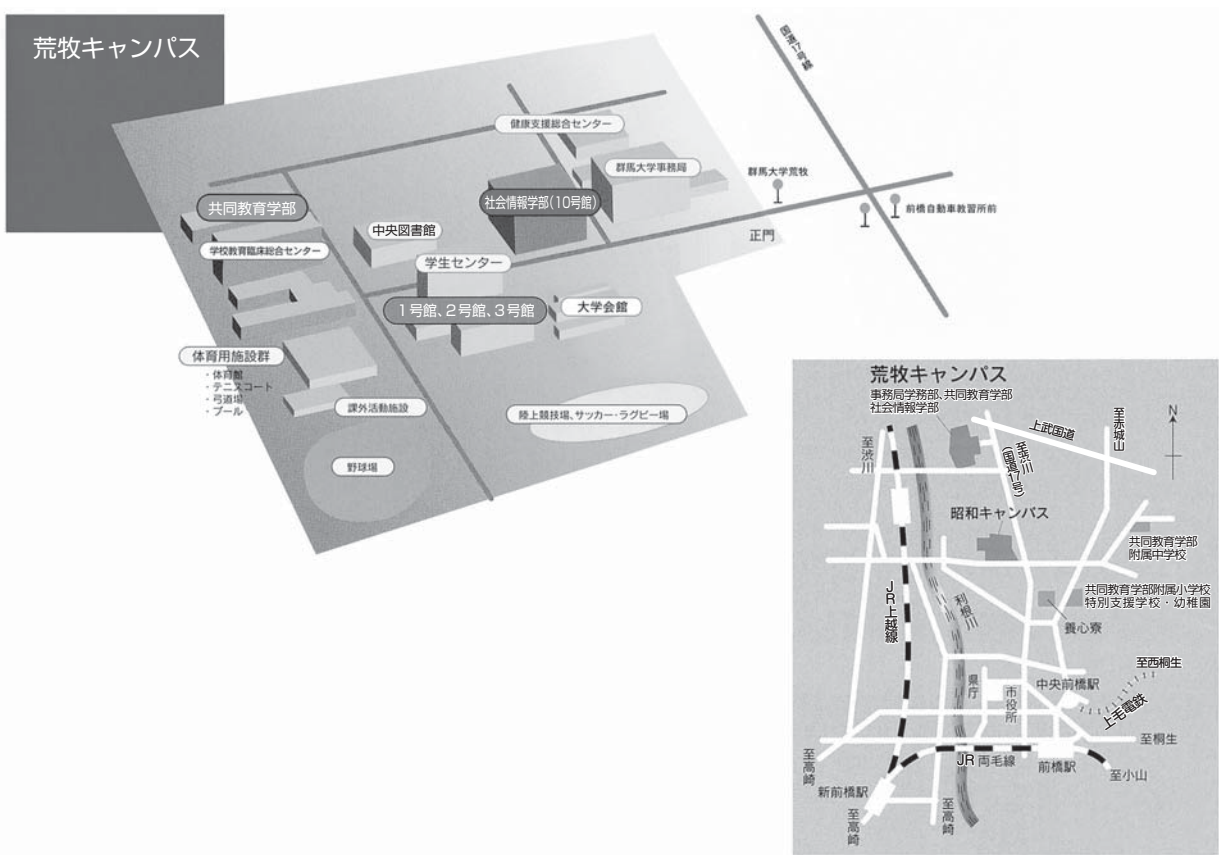 荒牧キャンパス
国道17号線
健康支援総合センター
群馬大学事務局
群馬大学荒牧
共同教育学部
社会情報学部(10号館)
前橋自動車教習所前
中央図書館
正門
学校教育臨床総合センター
学生センター
1号館、2号館、3号館
大学会館
体育用施設群
・体育館
・テニスコート
・弓道場
・プール
課外活動施設
陸上競技場、サッカー・ラグビー場
野球場
荒牧キャンパス
事務局学務部、共同教育学部
社会情報学部
至渋川
至渋川
(国道17号)
上武国道
至赤城山
N
昭和キャンパス
共同教育学部
附属中学校
JR上越線
利根川
共同教育学部附属小学校
特別支援学校・幼稚園
養心寮
至西桐生
中央前橋駅
県庁
市役所
上毛電鉄
至桐生
至高崎
JR 両毛線
前橋駅
至小山
新前橋駅
至高崎
至高崎